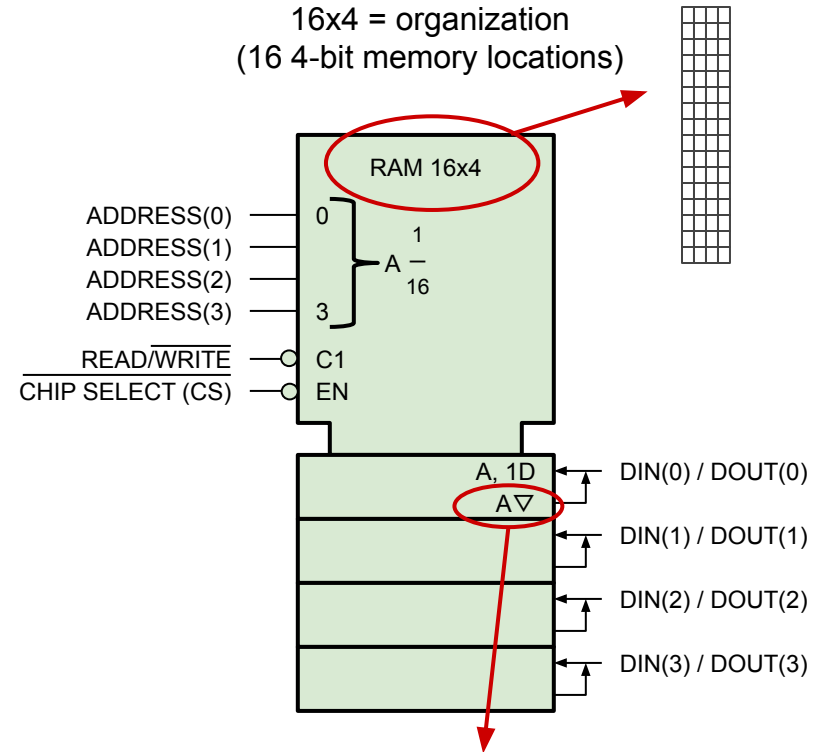 16x4 = organization
(16 4-bit memory locations)
RAM 16x4
ADDRESS(0)
0
ADDRESS(1)
ADDRESS(2)
ADDRESS(3)
3
A 1
16
READ/WRITE
C1
CHIP SELECT (CS)
EN
A, 1D
DIN(0) / DOUT(0)
A▽
DIN(1) / DOUT(1)
DIN(2) / DOUT(2)
DIN(3) / DOUT(3)